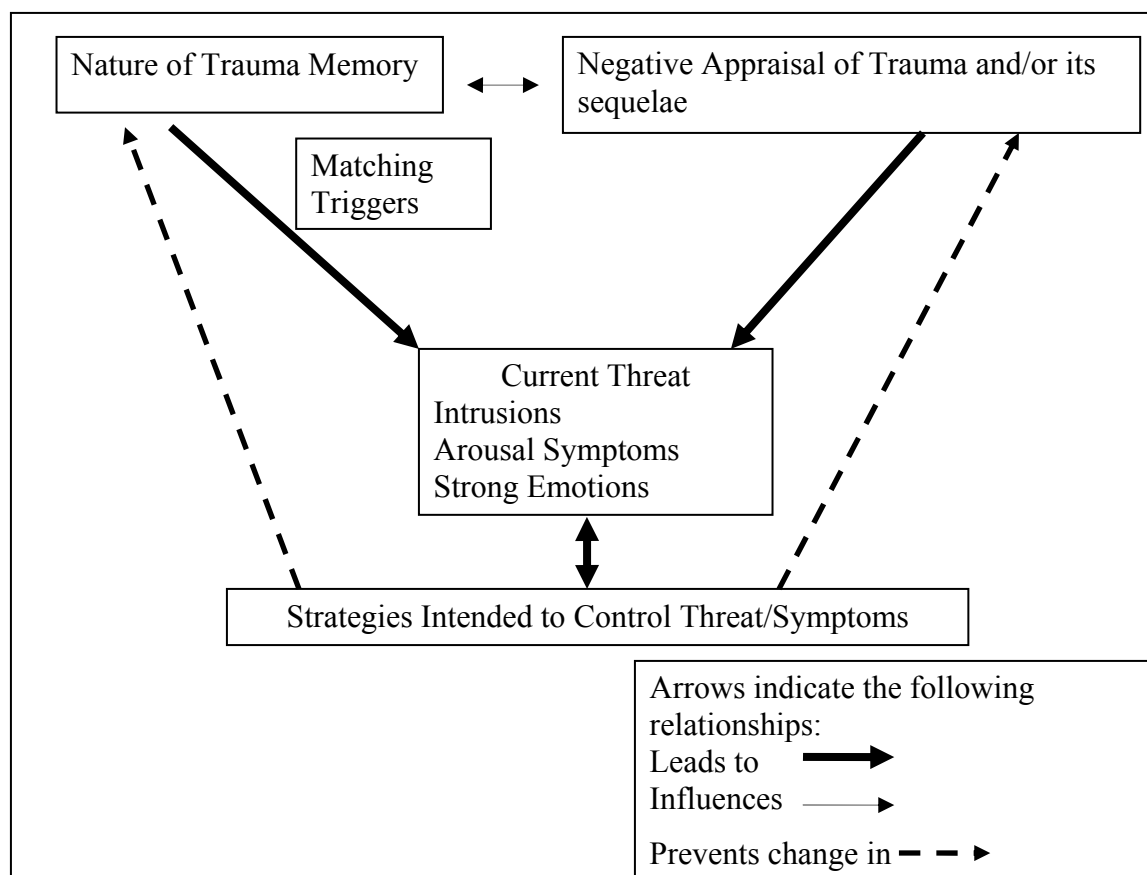 Nature of Trauma Memory
Negative Appraisal of Trauma and/or its
sequelae
Matching
Triggers
Current Threat
Intrusions
Arousal Symptoms
Strong Emotions
Strategies Intended to Control Threat/Symptoms
Arrows indicate the following
relationships:
Leads to
Influences
Prevents change in